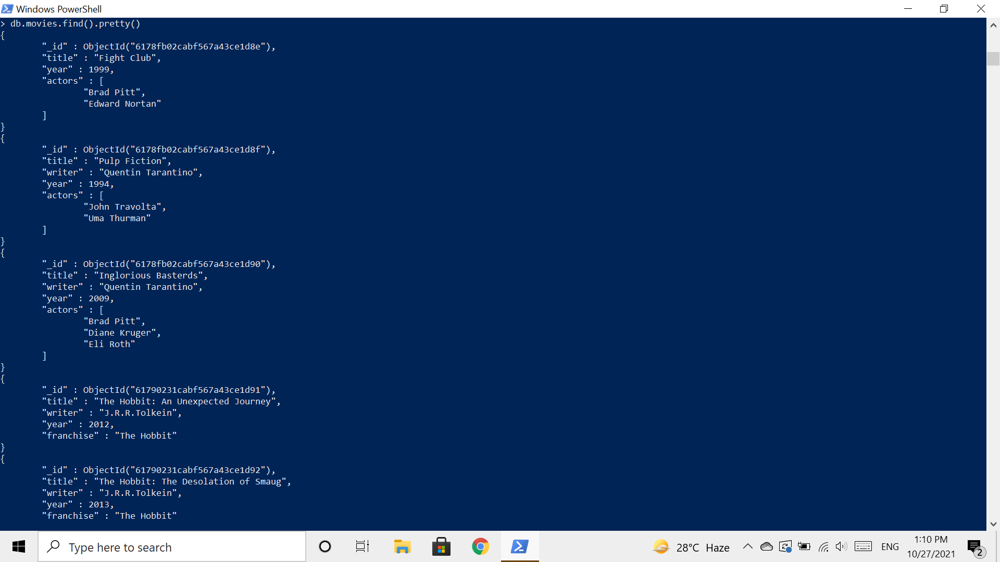 Windows PowerShell
> db.movies.find().pretty()
{
"_id" : ObjectId("6178fb02cabf567a43ce1d8e"),
"title" : "Fight Club",
"year" : 1999,
"actors" : [
"Brad Pitt",
"Edward Nortan"
]
}
{
"_id" : ObjectId("6178fb02cabf567a43ce1d8f"),
"title" : "Pulp Fiction",
"writer" : "Quentin Tarantino",
"year" : 1994,
"actors" : [
"John Travolta",
"Uma Thurman"
]
}
{
"_id" : ObjectId("6178fb02cabf567a43ce1d90"),
"title" : "Inglorious Basterds",
"writer" : "Quentin Tarantino",
"year" : 2009,
"actors" : [
"Brad Pitt",
"Diane Kruger",
"Eli Roth"
]
}
{
"_id" : ObjectId("61790231cabf567a43ce1d91"),
"title" : "The Hobbit: An Unexpected Journey",
"writer" : "J.R.R.Tolkein",
"year" : 2012,
"franchise" : "The Hobbit"
}
{
"_id" : ObjectId("61790231cabf567a43ce1d92"),
"title" : "The Hobbit: The Desolation of Smaug",
"writer" : "J.R.R.Tolkein",
"year" : 2013,
"franchise" : "The Hobbit"
Type here to search
28°C Haze
ENG
1:10 PM
10/27/2021
2